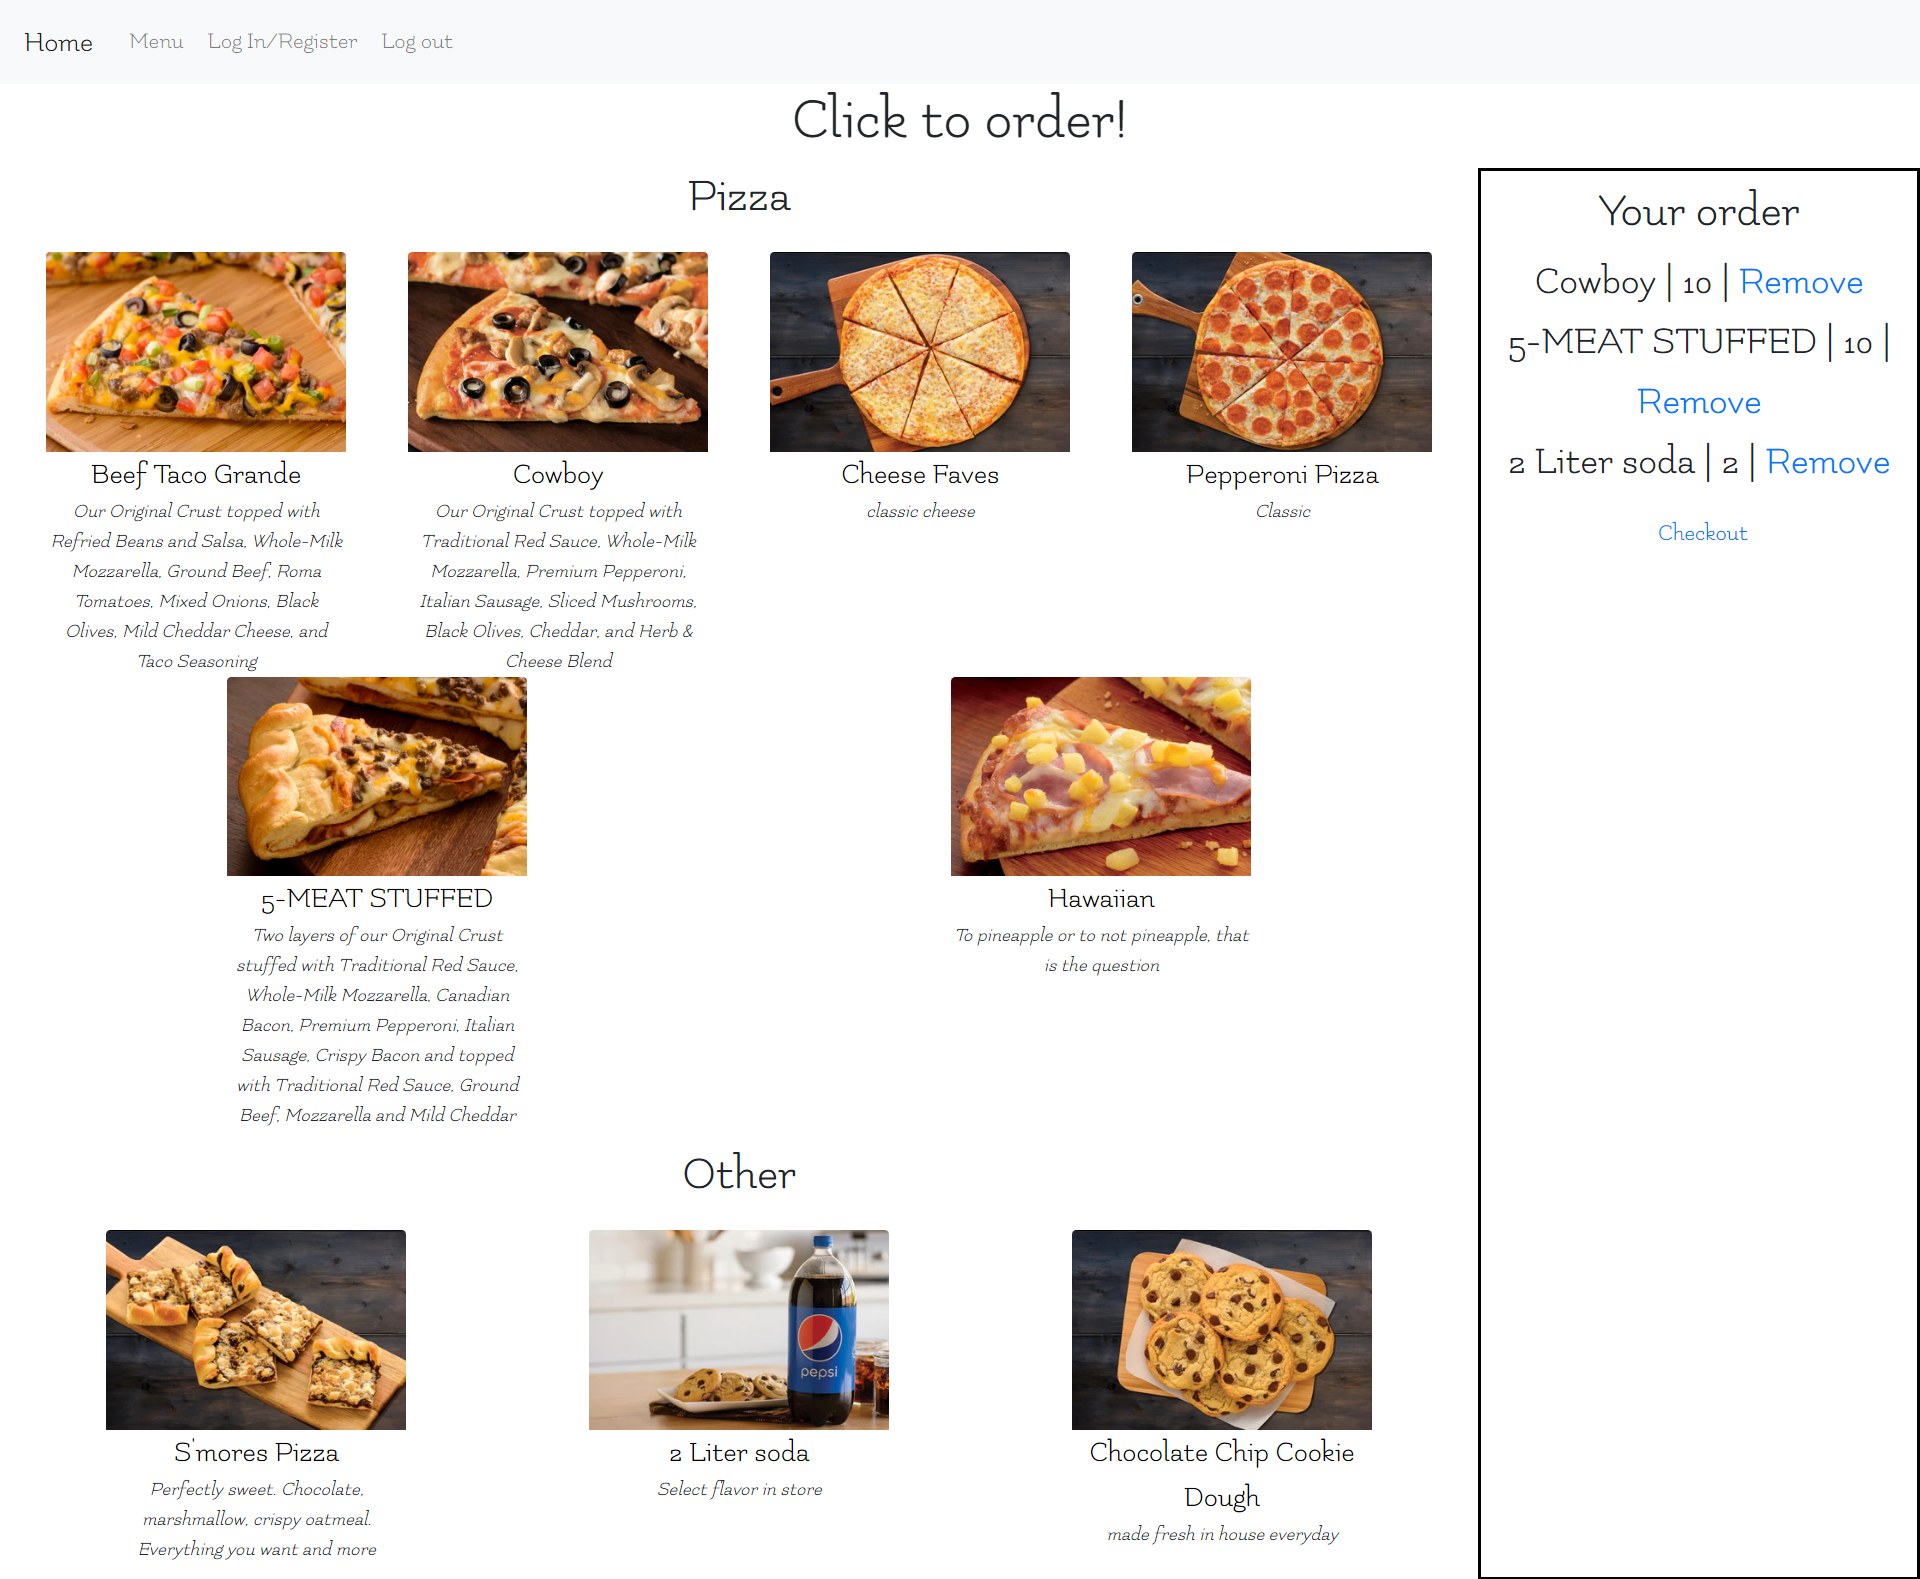 Home Menu Log In/Register Log out
Click to order!
Pizza
Beef Taco Grande
Our Original Crust topped with
Refried Beans and Salsa, Whole-Milk
Mozzarella, Ground Beef, Roma
Tomatoes, Mixed Onions, Black
Olives, Mild Cheddar Cheese, and
Taco Seasoning
Cowboy
Our Original Crust topped with
Traditional Red Sauce, Whole-Milk
Mozzarella, Premium Pepperoni,
Italian Sausage, Sliced Mushrooms,
Black Olives, Cheddar, and Herb &
Cheese Blend
Cheese Faves
classic cheese
Pepperoni Pizza
Classic
5-MEAT STUFFED
Two layers of our Original Crust
stuffed with Traditional Red Sauce,
Whole-Milk Mozzarella, Canadian
Bacon, Premium Pepperoni, Italian
Sausage, Crispy Bacon and topped
with Traditional Red Sauce, Ground
Beef, Mozzarella and Mild Cheddar
Hawaiian
To pineapple or to not pineapple, that
is the question
Other
S'mores Pizza
Perfectly sweet. Chocolate,
marshmallow, crispy oatmeal.
Everything you want and more
pepsi
2 Liter soda
Select flavor in store
Chocolate Chip Cookie
Dough
made fresh in house everyday
Your order
Cowboy | 10 | Remove
5-MEAT STUFFED | 10 |
Remove
2 Liter soda | 2 | Remove
Checkout